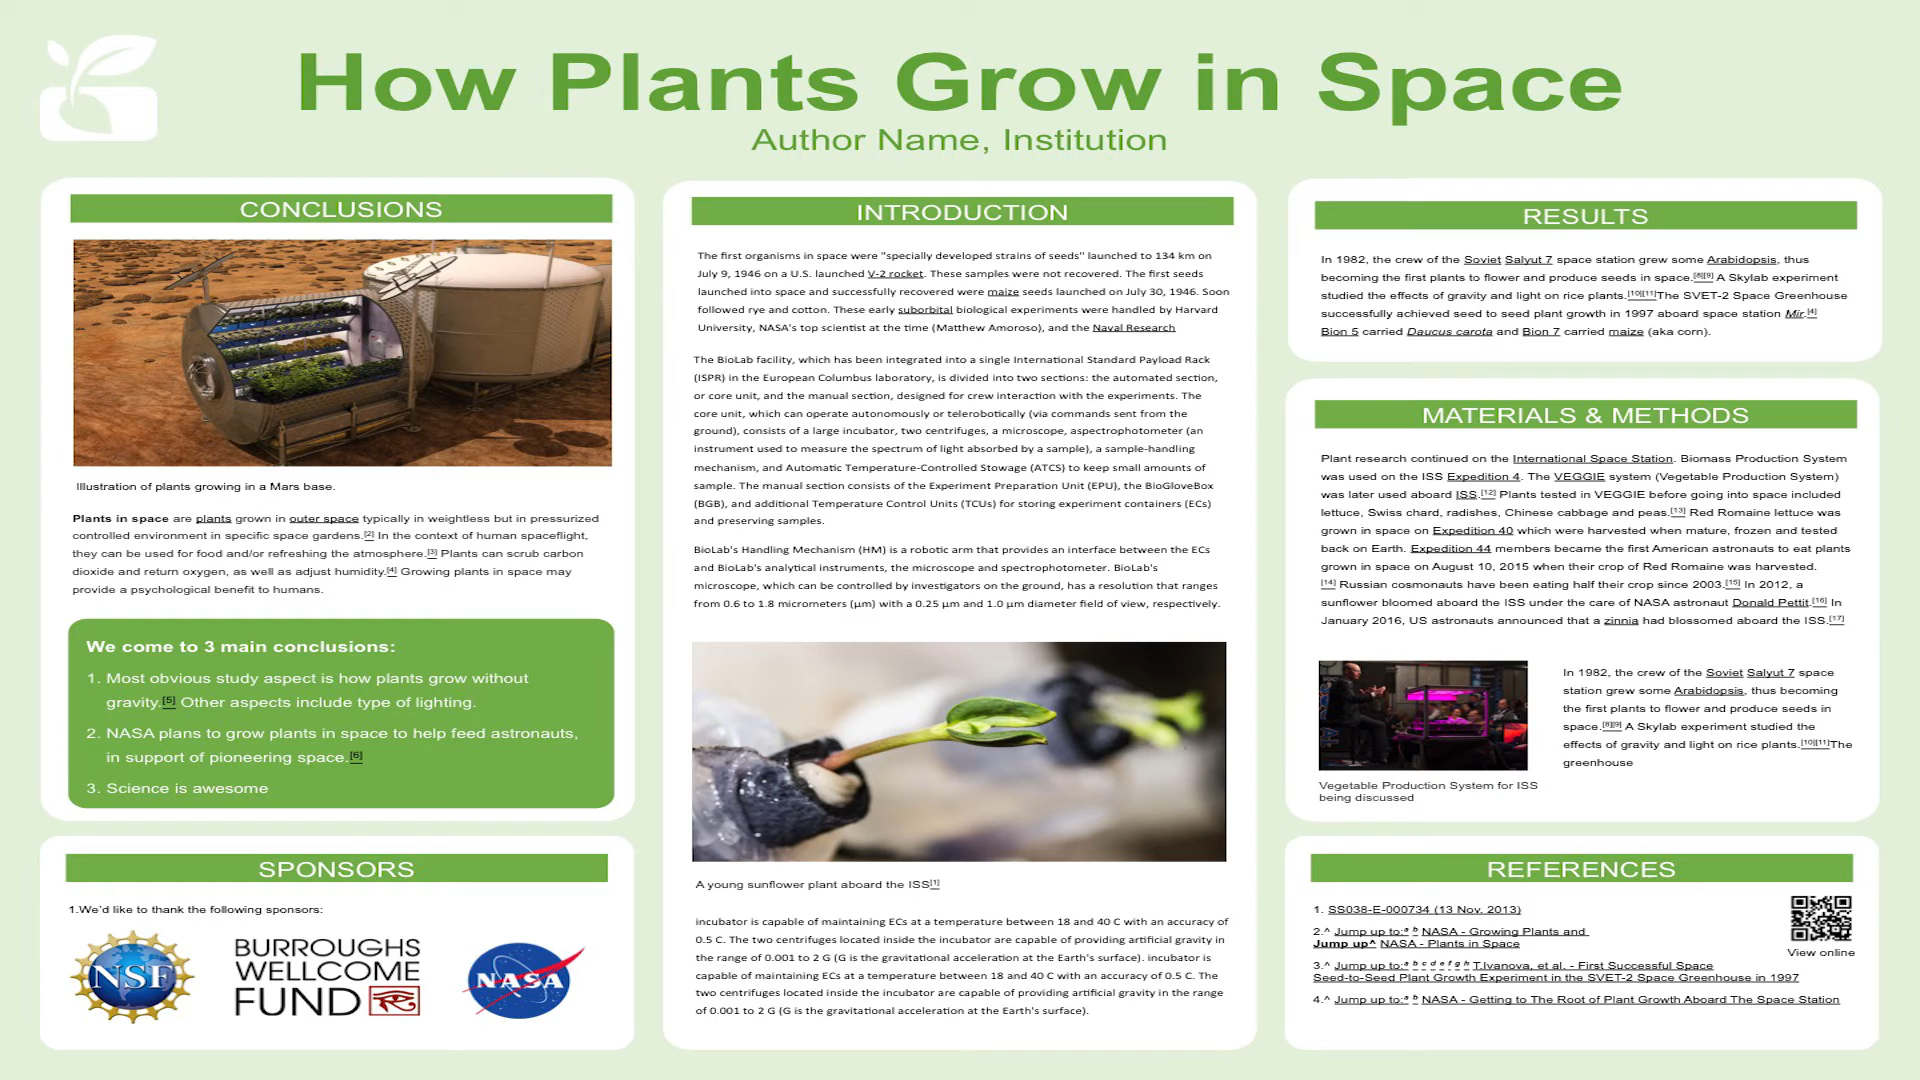 How Plants Grow in Space
Author Name, Institution
CONCLUSIONS
Illustration of plants growing in a Mars base.
Plants in space are plants grown in outer space typically in weightless but in pressurized
controlled environment in specific space gardens.[2] In the context of human spaceflight,
they can be used for food and/or refreshing the atmosphere.[3] Plants can scrub carbon
dioxide and return oxygen, as well as adjust humidity.[4] Growing plants in space may
provide a psychological benefit to humans.
We come to 3 main conclusions:
1. Most obvious study aspect is how plants grow without
gravity.[5] Other aspects include type of lighting.
2. NASA plans to grow plants in space to help feed astronauts,
in support of pioneering space.[6]
3. Science is awesome
SPONSORS
1.We'd like to thank the following sponsors:
NSF
BURROUGHS
WELLCOME
FUND
NASA
INTRODUCTION
The first organisms in space were "specially developed strains of seeds" launched to 134 km on
July 9, 1946 on a U.S. launched V-2 rocket. These samples were not recovered. The first seeds
launched into space and successfully recovered were maize seeds launched on July 30, 1946. Soon
followed rye and cotton. These early suborbital biological experiments were handled by Harvard
University, NASA's top scientist at the time (Matthew Amoroso), and the Naval Research
The BioLab facility, which has been integrated into a single International Standard Payload Rack
(ISPR) in the European Columbus laboratory, is divided into two sections: the automated section,
or core unit, and the manual section, designed for crew interaction with the experiments. The
core unit, which can operate autonomously or telerobotically (via commands sent from the
ground), consists of a large incubator, two centrifuges, a microscope, aspectrophotometer (an
instrument used to measure the spectrum of light absorbed by a sample), a sample-handling
mechanism, and Automatic Temperature-Controlled Stowage (ATCS) to keep small amounts of
sample. The manual section consists of the Experiment Preparation Unit (EPU), the BioGloveBox
(BGB), and additional Temperature Control Units (TCUs) for storing experiment containers (ECs)
and preserving samples.
BioLab's Handling Mechanism (HM) is a robotic arm that provides an interface between the ECs
and BioLab's analytical instruments, the microscope and spectrophotometer. BioLab's
microscope, which can be controlled by investigators on the ground, has a resolution that ranges
from 0.6 to 1.8 micrometers (µm) with a 0.25 µm and 1.0 µm diameter field of view, respectively.
A young sunflower plant aboard the ISS[1]
incubator is capable of maintaining ECs at a temperature between 18 and 40 C with an accuracy of
0.5 C. The two centrifuges located inside the incubator are capable of providing artificial gravity in
the range of 0.001 to 2 G (G is the gravitational acceleration at the Earth's surface). incubator is
capable of maintaining ECs at a temperature between 18 and 40 C with an accuracy of 0.5 C. The
two centrifuges located inside the incubator are capable of providing artificial gravity in the range
of 0.001 to 2 G (G is the gravitational acceleration at the Earth's surface).
RESULTS
In 1982, the crew of the Soviet Salyut 7 space station grew some Arabidopsis, thus
becoming the first plants to flower and produce seeds in space.[8][9] A Skylab experiment
studied the effects of gravity and light on rice plants.[10][11]The SVET-2 Space Greenhouse
successfully achieved seed to seed plant growth in 1997 aboard space station Mir.[4]
Bion 5 carried Daucus carota and Bion 7 carried maize (aka corn).
MATERIALS & METHODS
Plant research continued on the International Space Station. Biomass Production System
was used on the ISS Expedition 4. The VEGGIE system (Vegetable Production System)
was later used aboard ISS.[12] Plants tested in VEGGIE before going into space included
lettuce, Swiss chard, radishes, Chinese cabbage and peas.[13] Red Romaine lettuce was
grown in space on Expedition 40 which were harvested when mature, frozen and tested
back on Earth. Expedition 44 members became the first American astronauts to eat plants
grown in space on August 10, 2015 when their crop of Red Romaine was harvested.
[14] Russian cosmonauts have been eating half their crop since 2003.[15] In 2012, a
sunflower bloomed aboard the ISS under the care of NASA astronaut Donald Pettit.[16] In
January 2016, US astronauts announced that a zinnia had blossomed aboard the ISS.[17]
Vegetable Production System for ISS
being discussed
In 1982, the crew of the Soviet Salyut 7 space
station grew some Arabidopsis, thus becoming
the first plants to flower and produce seeds in
space.[8][9] A Skylab experiment studied the
effects of gravity and light on rice plants.[10][11]The
greenhouse
REFERENCES
1. SS038-E-000734 (13 Nov. 2013)
2.^ Jump up to:a b NASA - Growing Plants and
Jump up^ NASA - Plants in Space
3.^ Jump up to:a b c d e f g h T.Ivanova, et al. - First Successful Space
Seed-to-Seed Plant Growth Experiment in the SVET-2 Space Greenhouse in 1997
4.^ Jump up to:a b NASA - Getting to The Root of Plant Growth Aboard The Space Station
View online